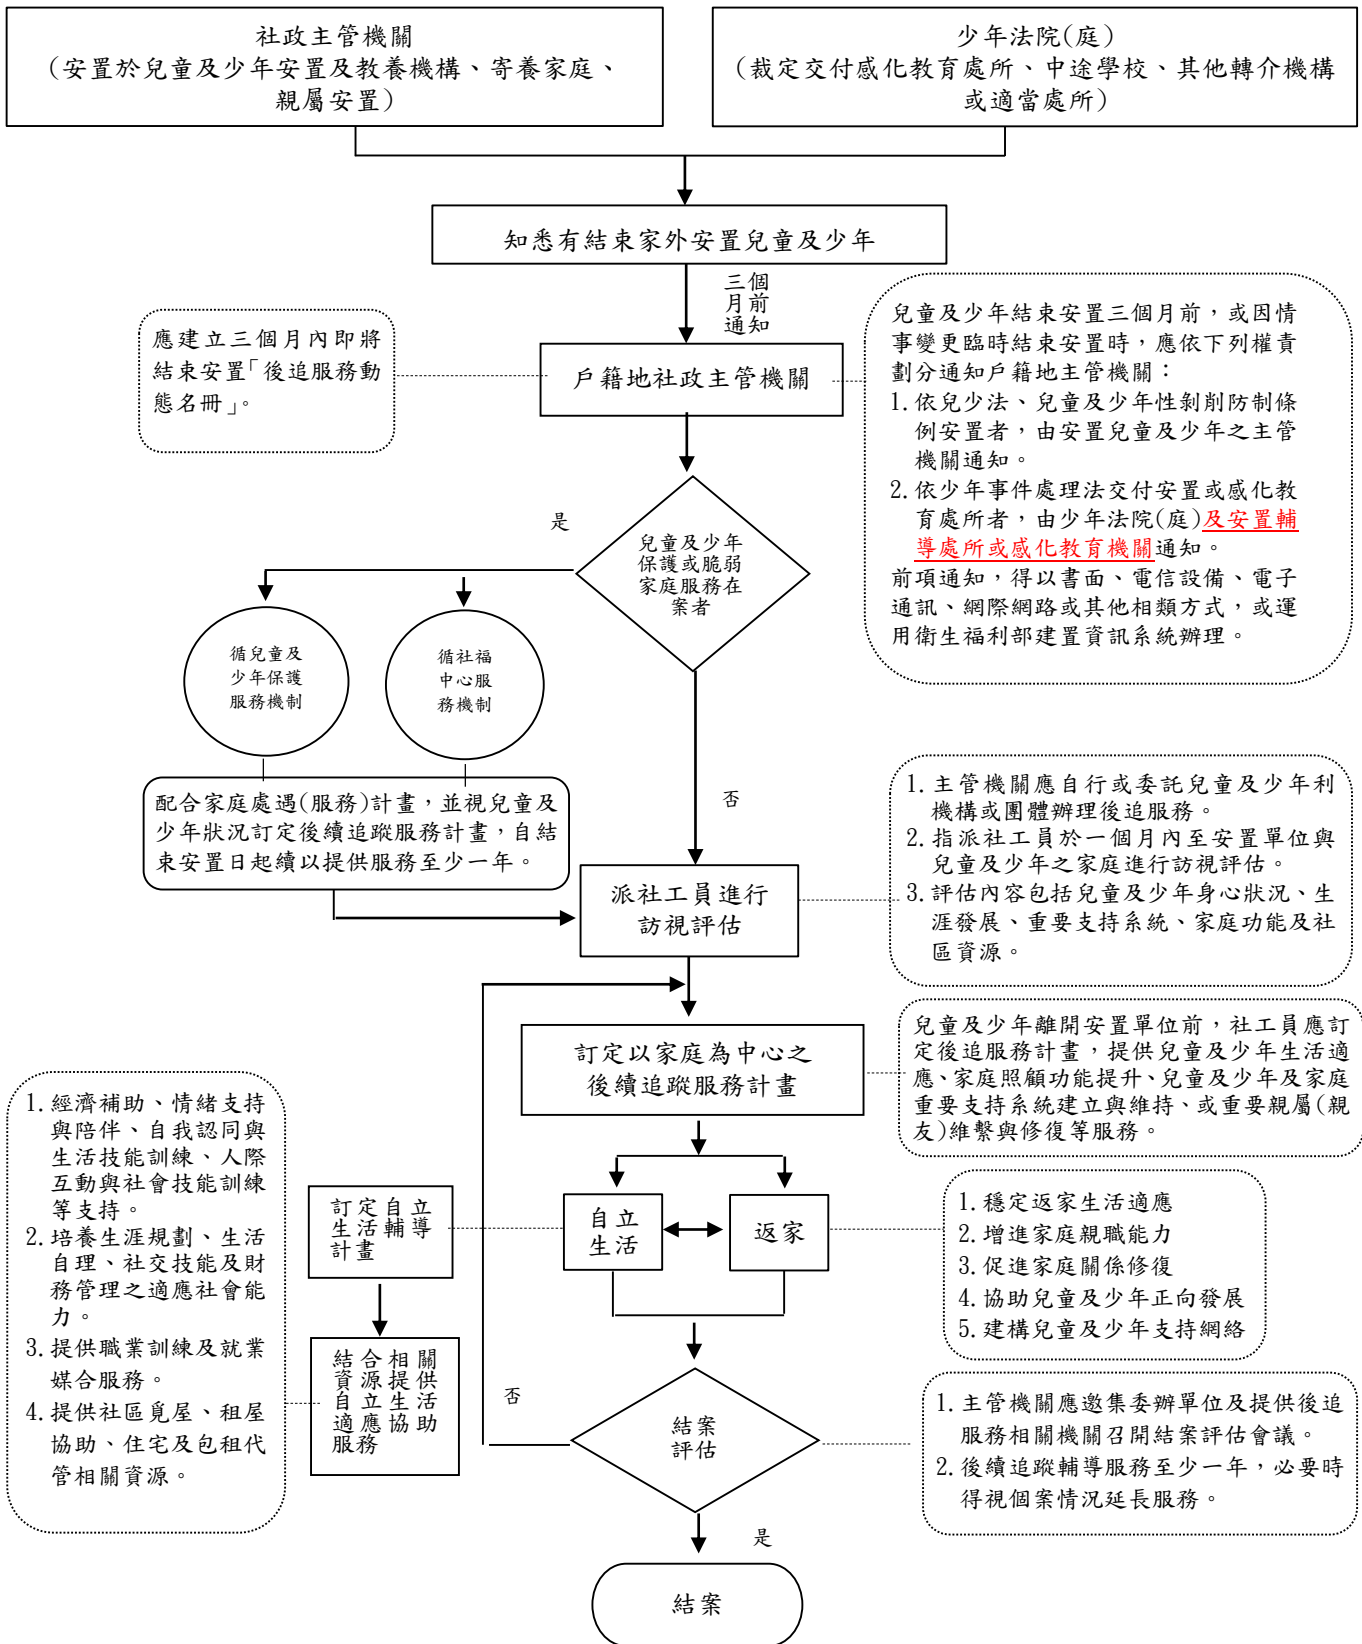 社政主管機關
(安置於兒童及少年安置及教養機構、寄養家庭、
親屬安置)
少年法院(庭)
(裁定交付感化教育處所、中途學校、其他轉介機構
或適當處所)
知悉有結束家外安置兒童及少年
三個
月前
通知
應建立三個月內即將
結束安置「後追服務動
態名冊」。
戶籍地社政主管機關
兒童及少年結束安置三個月前，或因情
事變更臨時結束安置時，應依下列權責
劃分通知戶籍地主管機關：
1.依兒少法、兒童及少年性剝削防制條
例安置者，由安置兒童及少年之主管
機關通知。
2.依少年事件處理法交付安置或感化教
育處所者，由少年法院(庭)及安置輔
導處所或感化教育機關通知。
前項通知，得以書面、電信設備、電子
通訊、網際網路或其他相類方式，或運
用衛生福利部建置資訊系統辦理。
是
兒童及少年
保護或脆弱
家庭服務在
案者
循兒童及
少年保護
服務機制
循社福
中心服
務機制
否
配合家庭處遇(服務)計畫，並視兒童及
少年狀況訂定後續追蹤服務計畫，自結
束安置日起續以提供服務至少一年。
1.主管機關應自行或委託兒童及少年利
機構或團體辦理後追服務。
2.指派社工員於一個月內至安置單位與
兒童及少年之家庭進行訪視評估。
3.評估內容包括兒童及少年身心狀況、生
涯發展、重要支持系統、家庭功能及社
區資源。
派社工員進行
訪視評估
訂定以家庭為中心之
後續追蹤服務計畫
兒童及少年離開安置單位前，社工員應訂
定後追服務計畫，提供兒童及少年生活適
應、家庭照顧功能提升、兒童及少年及家庭
重要支持系統建立與維持、或重要親屬(親
友)維繫與修復等服務。
1.經濟補助、情緒支持
與陪伴、自我認同與
生活技能訓練、人際
互動與社會技能訓練
等支持。
2.培養生涯規劃、生活
自理、社交技能及財
務管理之適應社會能
力。
3.提供職業訓練及就業
媒合服務。
4.提供社區覓屋、租屋
協助、住宅及包租代
管相關資源。
訂定自立
生活輔導
計畫
自立
生活
返家
1.穩定返家生活適應
2.增進家庭親職能力
3.促進家庭關係修復
4.協助兒童及少年正向發展
5.建構兒童及少年支持網絡
結合相關
資源提供
自立生活
適應協助
服務
否
結案
評估
1.主管機關應邀集委辦單位及提供後追
服務相關機關召開結案評估會議。
2.後續追蹤輔導服務至少一年，必要時
得視個案情況延長服務。
是
結案